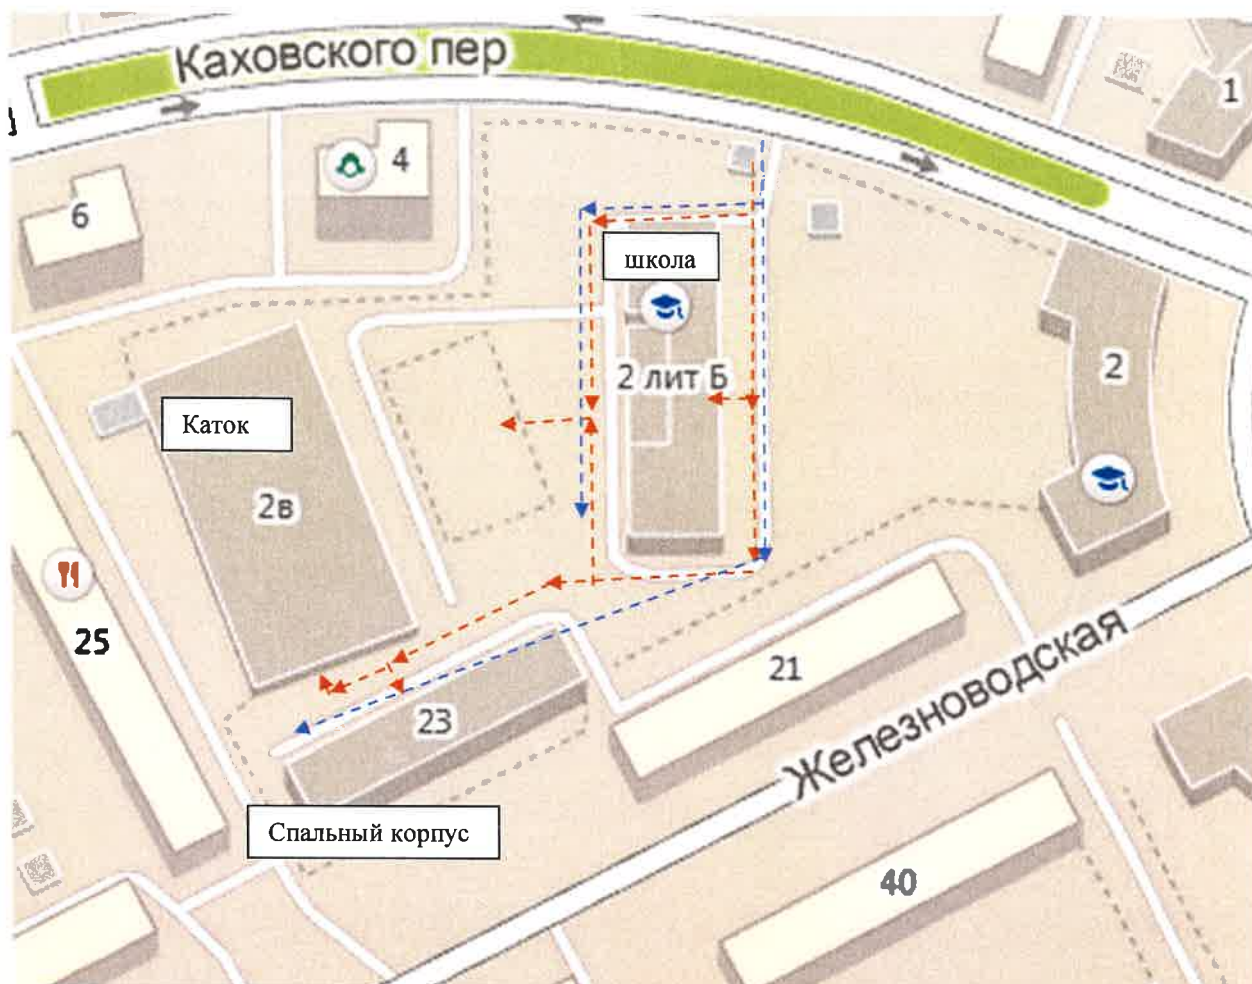 Каховского пер
1
4
6
школа
2 лит Б
2
Каток
2в
25
21
23
Железноводская
Спальный корпус
40